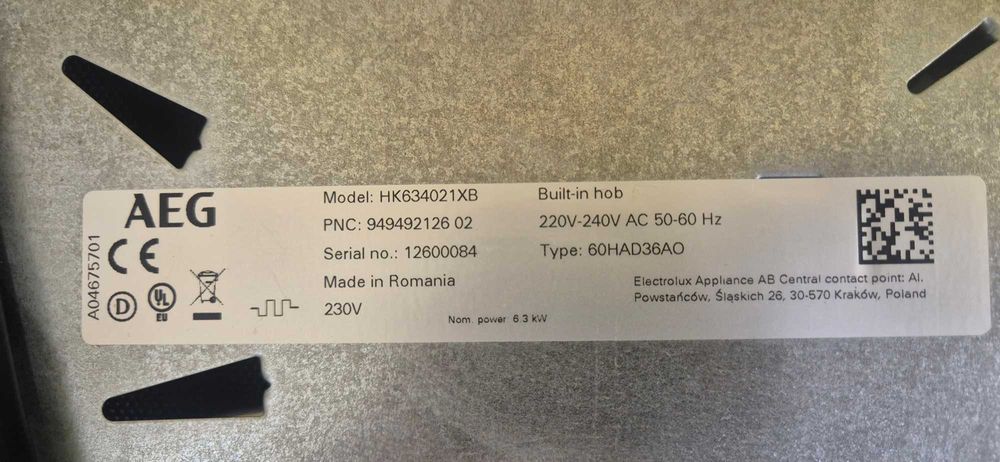 AEG
CE
A04675701
D
UL
EU
Model: HK634021XB
PNC: 949492126 02
Serial no.: 12600084
Made in Romania
230V
Nom. power 6.3 kW
Built-in hob
220V-240V AC 50-60 Hz
Type: 60HAD36AO
Electrolux Appliance AB Central contact point: Al.
Powstańców, Śląskich 26, 30-570 Kraków, Poland